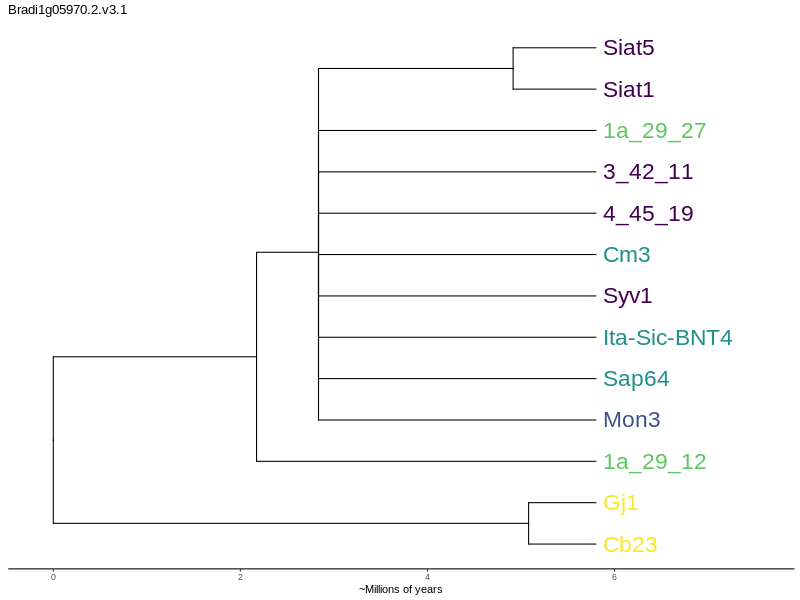 Bradi1g05970.2.v3.1
Siat5
Siat1
1a_29_27
3_42_11
4_45_19
Cm3
Syv1
Ita-Sic-BNT4
Sap64
Mon3
1a_29_12
Gj1
Cb23
0 2 4 6
~Millions of years